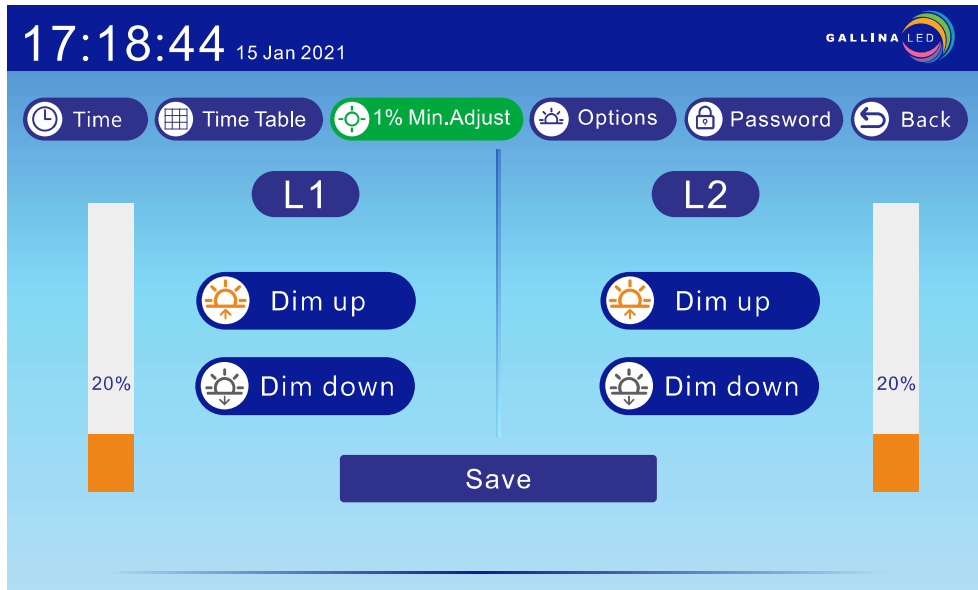 17:18:44 15 Jan 2021
GALLINA LED
Time
Time Table
1% Min.Adjust
Options
Password
Back
L1
L2
Dim up
Dim up
20%
Dim down
Dim down
20%
Save